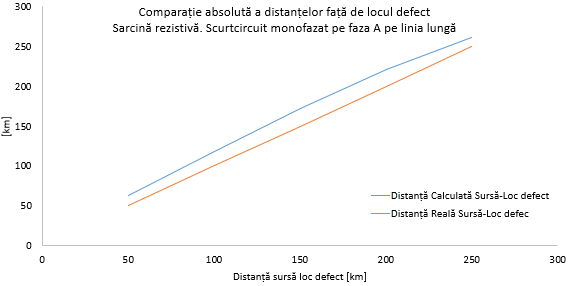 Comparație absolută a distanțelor față de locul defect
Sarcină rezistivă. Scurtcircuit monofazat pe faza A pe linia lungă
300
250
200
150
100
50
0
[km]
Distanță Calculată Sursă-Loc defect
Distanță Reală Sursă-Loc defec
0 50 100 150 200 250 300
Distanță sursă loc defect [km]